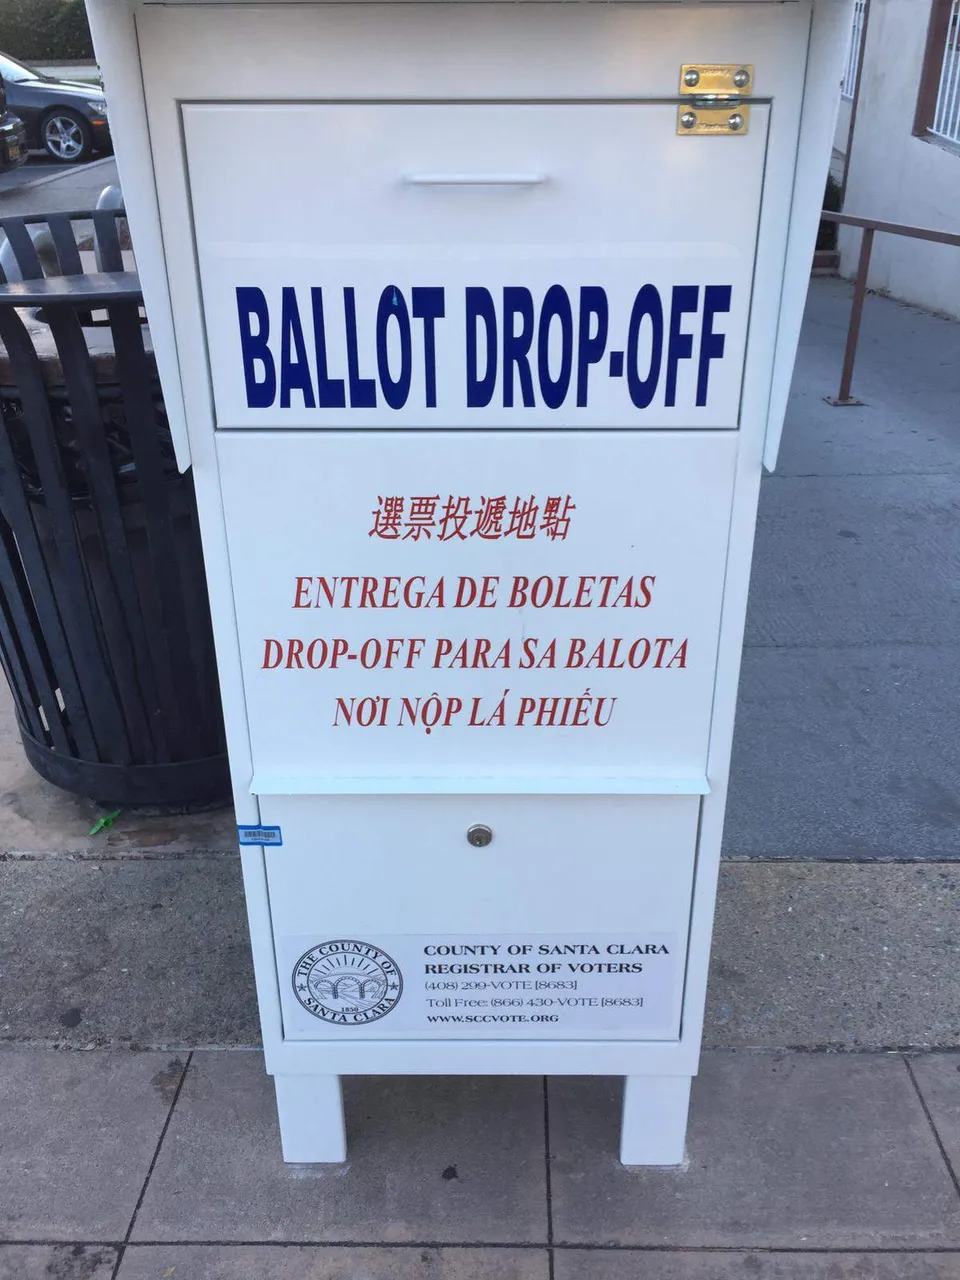 BALLOT DROP-OFF
選票投遞地點
ENTREGA DE BOLETAS
DROP-OFF PARA SA BALOTA
NƠI NỘP LÁ PHIẾU
THE COUNTY OF
SANTA CLARA
1850
COUNTY OF SANTA CLARA
REGISTRAR OF VOTERS
(408) 299-VOTE [8683]
Toll Free: (866) 430-VOTE [8683]
WWW.SCCVOTE.ORG